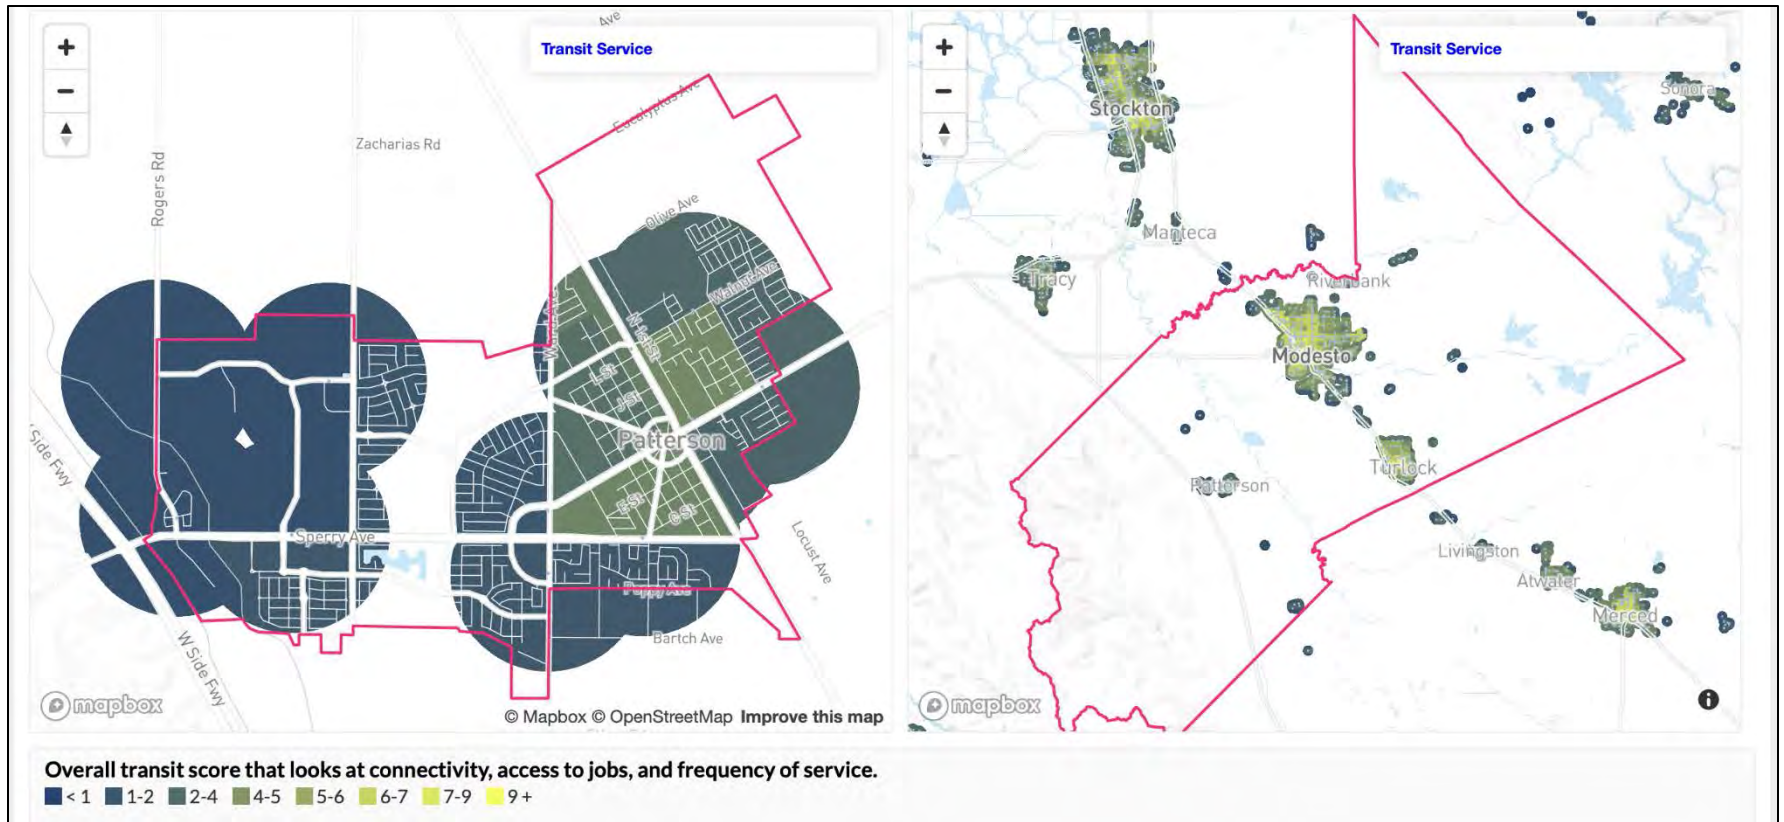 Ave
Transit Service
Eucalyptus Ave
Zacharias Rd
Rogers Rd
Olive Ave
Walnut Ave
Ward Ave
N 1st St
L St
J St
Patterson
E St
C St
Side Fwy
Sperry Ave
Locust Ave
Poppy Ave
Bartch Ave
W Side Fwy
mapbox
© Mapbox © OpenStreetMap Improve this map
Transit Service
Sonora
Stockton
Manteca
Tracy
Riverbank
Modesto
Turlock
Patterson
Livingston
Atwater
Merced
mapbox
Overall transit score that looks at connectivity, access to jobs, and frequency of service.
< 1 1-2 2-4 4-5 5-6 6-7 7-9 9 +